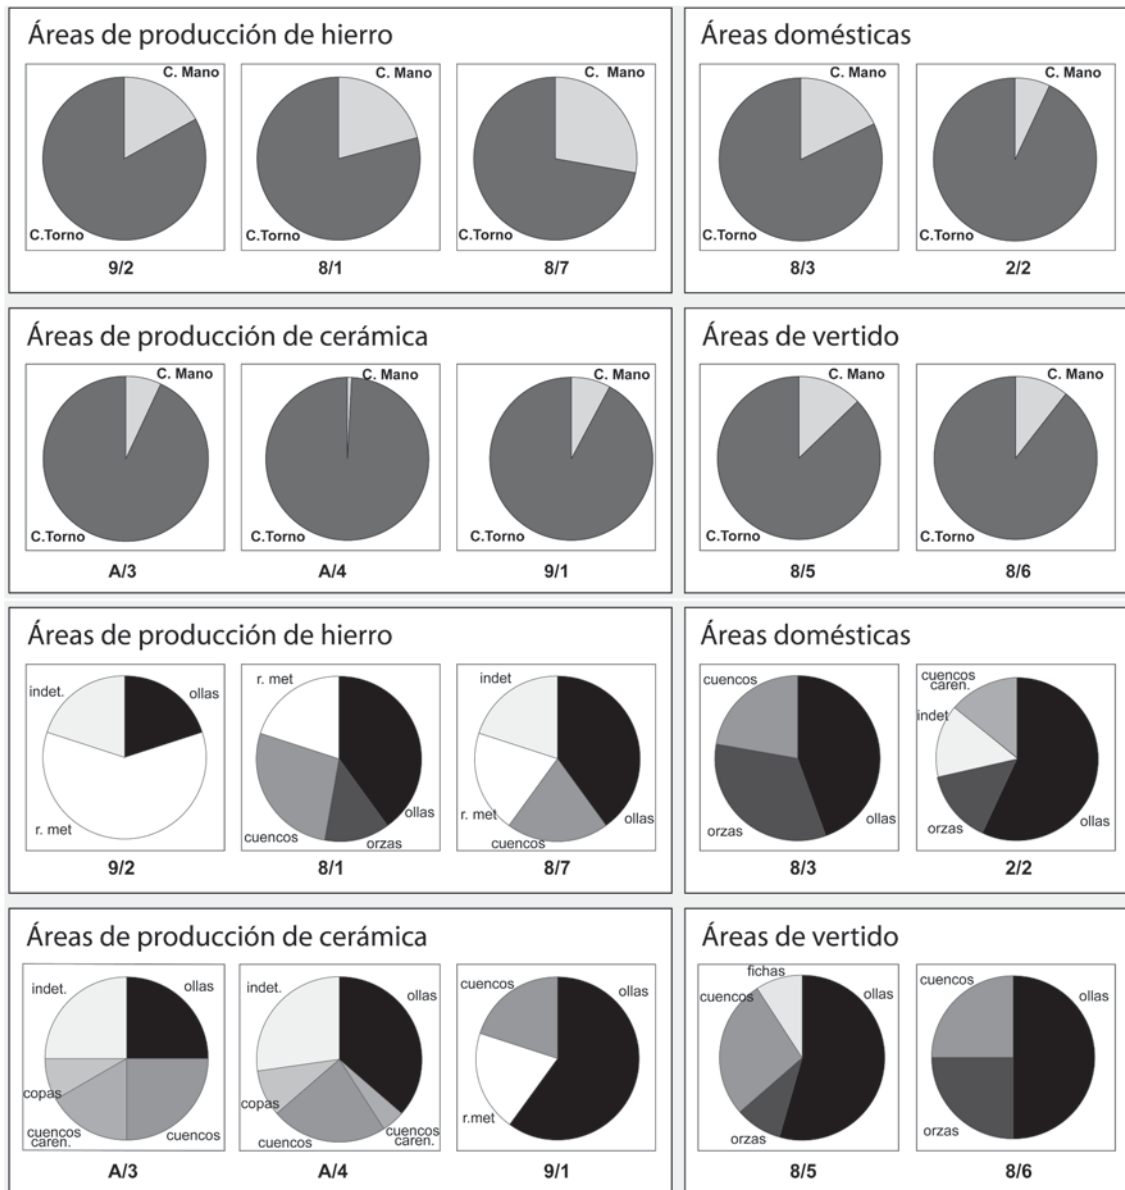 Áreas de producción de hierro
C. Mano
C.Torno
9/2
C. Mano
C.Torno
8/1
C. Mano
C.Torno
8/7
Áreas domésticas
C. Mano
C.Torno
8/3
C. Mano
C.Torno
2/2
Áreas de producción de cerámica
C. Mano
C.Torno
A/3
C. Mano
C.Torno
A/4
C. Mano
C.Torno
9/1
Áreas de vertido
C. Mano
C.Torno
8/5
C. Mano
C.Torno
8/6
Áreas de producción de hierro
indet.
ollas
r. met
9/2
r. met
ollas
cuencos
orzas
8/1
indet
r. met
ollas
cuencos
8/7
Áreas domésticas
cuencos
orzas
ollas
8/3
cuencos
caren.
indet
orzas
ollas
2/2
Áreas de producción de cerámica
indet.
ollas
copas
cuencos
caren.
cuencos
A/3
indet.
ollas
copas
cuencos
cuencos
caren.
A/4
cuencos
ollas
r.met
9/1
Áreas de vertido
fichas
cuencos
ollas
orzas
8/5
cuencos
ollas
orzas
8/6